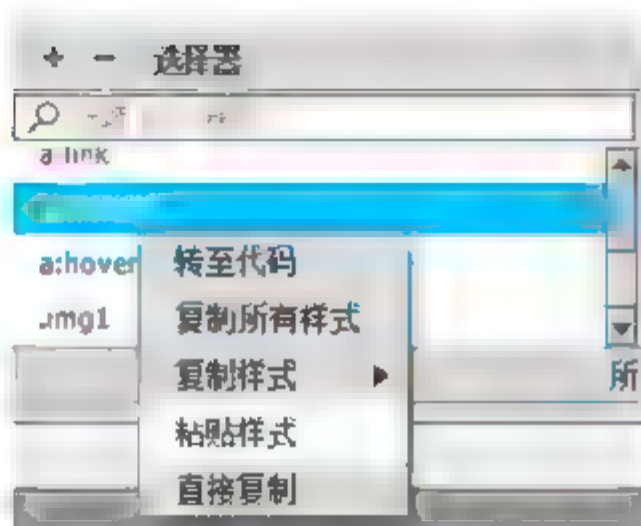 + - 选择器
a link
a:hover
.img1
转至代码
复制所有样式
复制样式
所
粘贴样式
直接复制